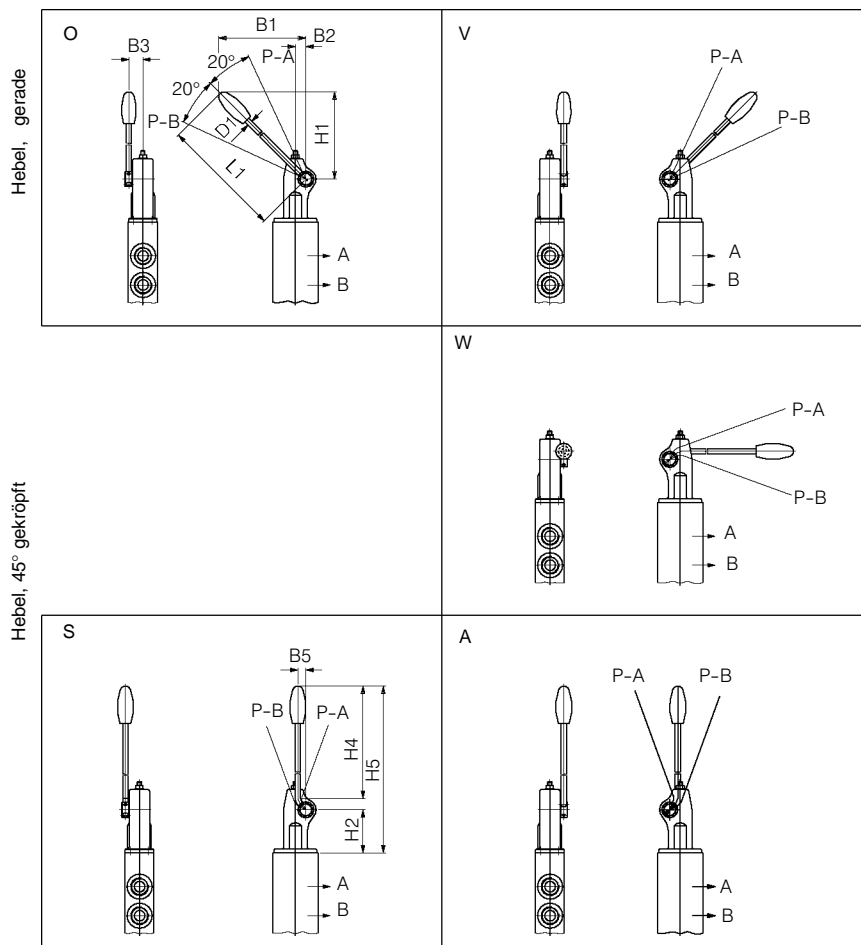 Hebel, gerade
O
B3
B1
B2
P-A
20°
20°
P-B
D1
H1
L1
A
B
V
P-A
P-B
A
B
Hebel, 45° gekröpft
W
P-A
P-B
A
B
S
B5
P-B
P-A
H4
H5
H2
A
B
A
P-A
P-B
A
B